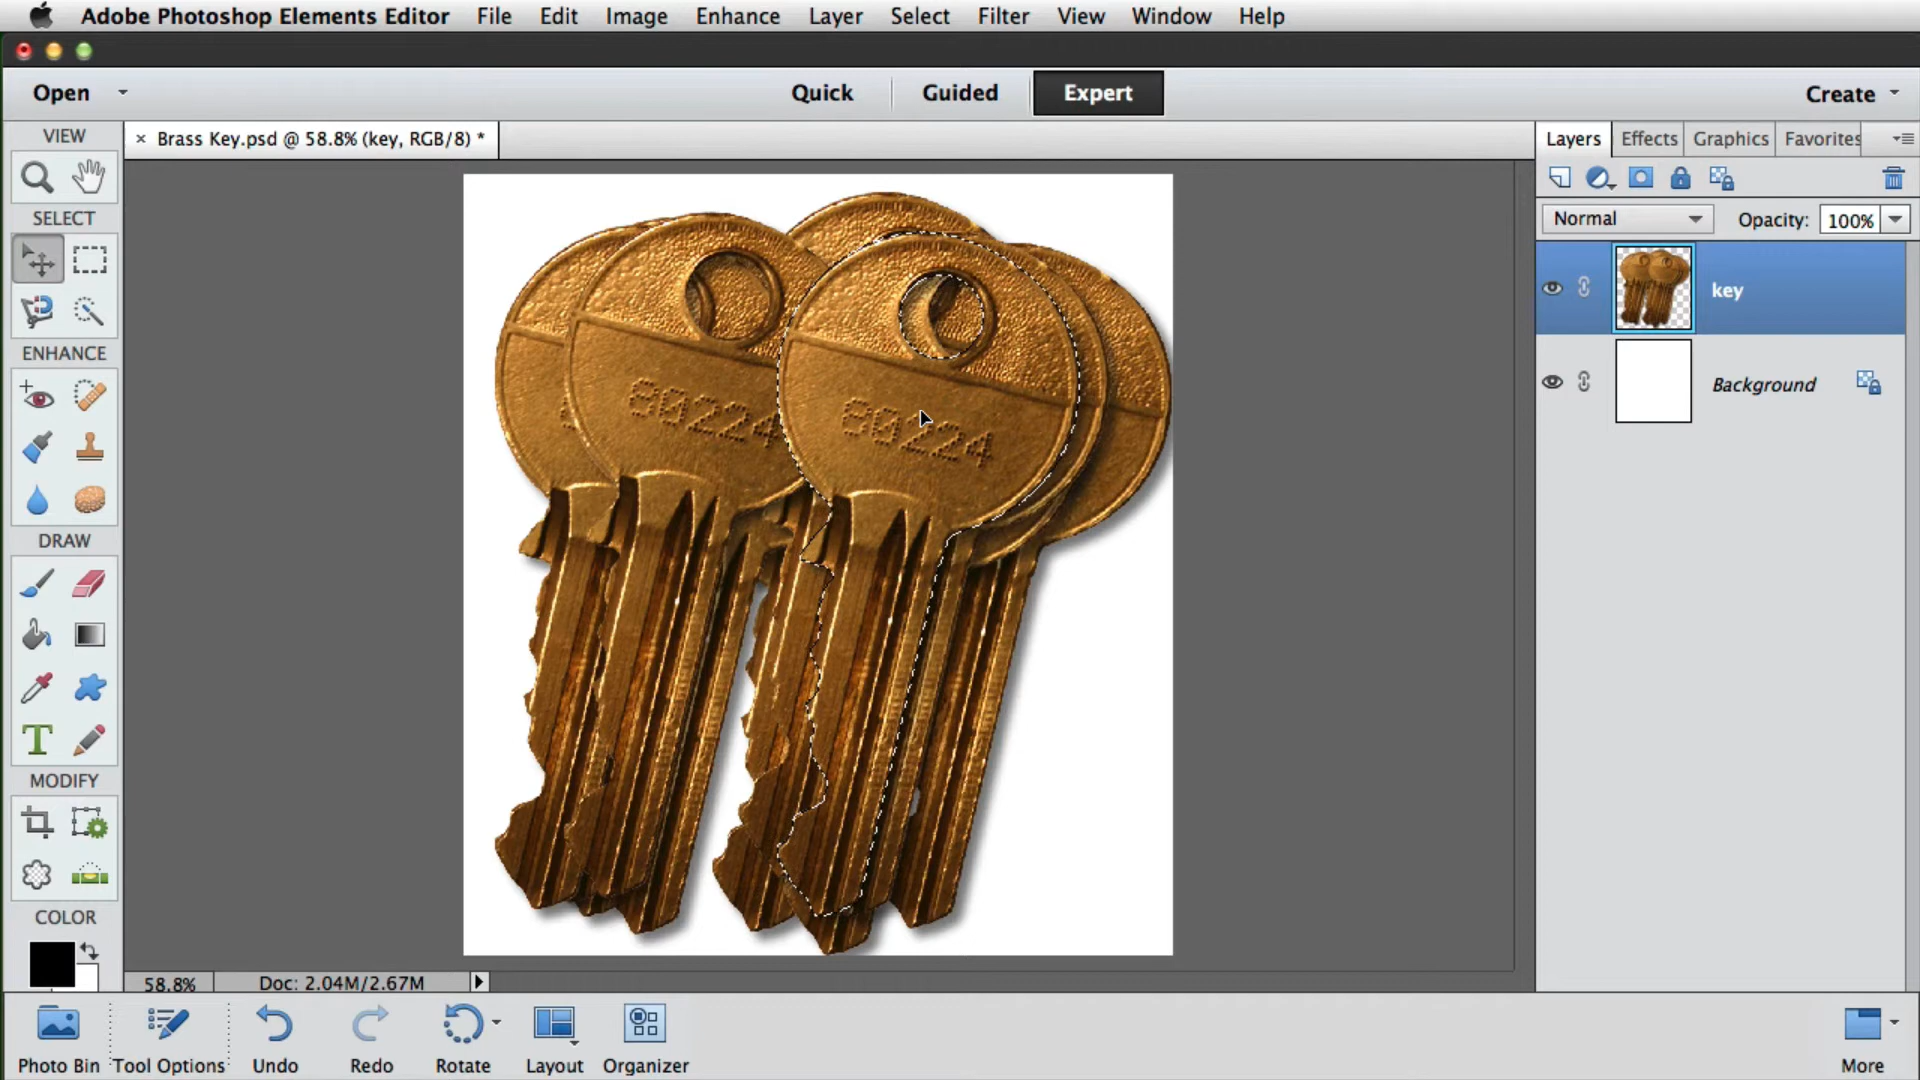 Adobe Photoshop Elements Editor File Edit Image Enhance Layer Select Filter View Window Help
Open Quick Guided Expert Create
VIEW
× Brass Key.psd @ 58.8% (key, RGB/8) *
Layers Effects Graphics Favorites
SELECT
Normal Opacity: 100%
key
ENHANCE
Background
80224
80224
DRAW
T
MODIFY
COLOR
58.8% Doc: 2.04M/2.67M
Photo Bin Tool Options Undo Redo Rotate Layout Organizer More